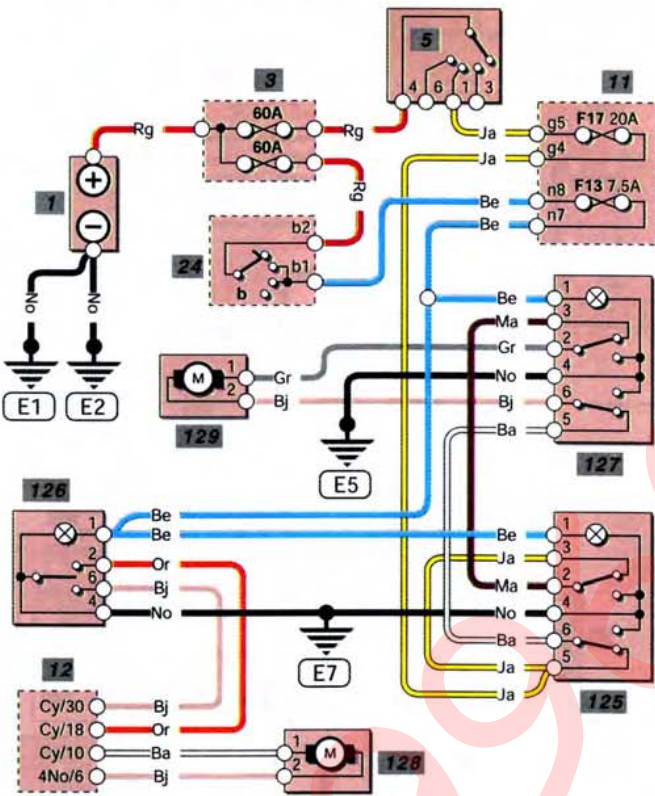 5
3
11
60A
4 6 1 3
Rg
Rg
Ja
g5 F17 20A
60A
Ja
g4
1
Rg
Be
n8 F13 7.5A
b2
Be
n7
24
b1
b
No
No
Be
1
Ma
3
Gr
2
1
M
Gr
No
4
E1
E2
2
Bj
Bj
6
Ba
5
129
E5
127
126
Be
1
Be
Be
1
2
Or
Ja
3
6
Bj
Ma
2
4
No
No
4
Ba
6
E7
Ja
5
12
Ja
Cy/30
Bj
125
Cy/18
Or
Cy/10
Ba
1
M
4No/6
Bj
2
128